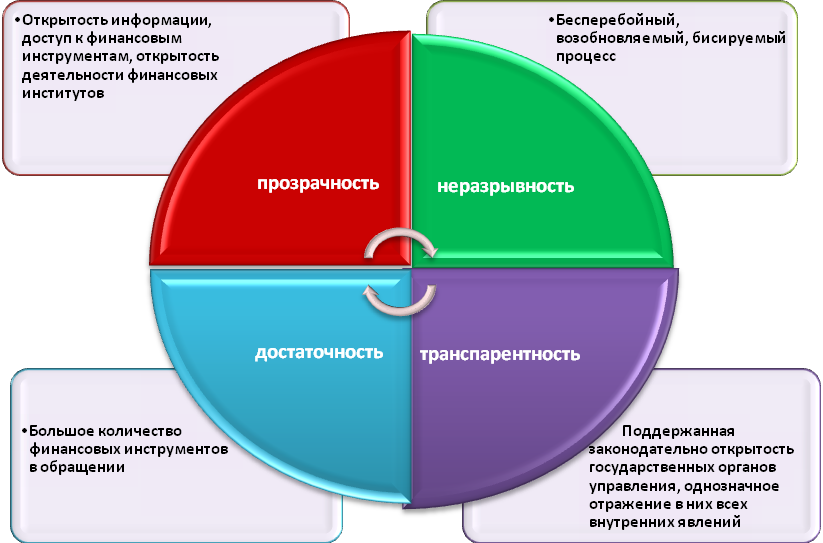 •Открытость информации,
доступ к финансовым
инструментам, открытость
деятельности финансовых
институтов
•Бесперебойный,
возобновляемый, бисируемый
процесс
прозрачность
неразрывность
достаточность
транспарентность
•Большое количество
финансовых инструментов
в обращении
Поддержанная
законодательно открытость
государственных органов
управления, однозначное
отражение в них всех
внутренних явлений